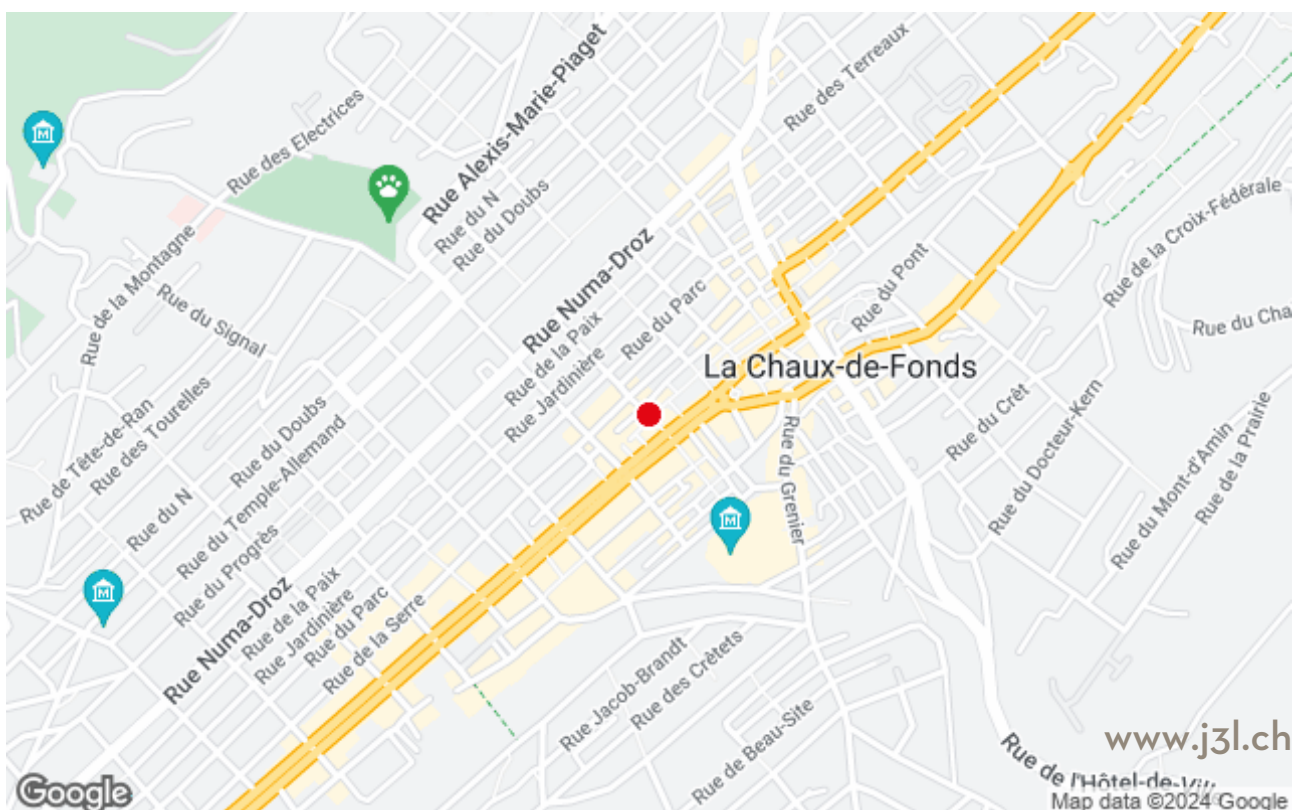 Rue des Terreaux
Rue des Electrices
Rue Alexis-Marie-Piaget
Rue du N
Rue du Doubs
Rue de la Croix-Fédérale
Rue de la Montagne
Rue du Pont
Rue Numa-Droz
Rue du Parc
Rue du Signal
Rue de la Paix
Rue du Cha
Rue Jardinière
La Chaux-de-Fonds
Rue des Tourelles
Rue de Tête-de-Ran
Rue du Doubs
Rue du Temple-Allemand
Rue du Crêt
Rue du Docteur-Kern
Rue du Mont-d'Amin
Rue de la Prairie
Rue du Grenier
Rue du N
Rue du Progrès
Rue Numa-Droz
Rue de la Paix
Rue Jardinière
Rue du Parc
Rue de la Serre
Rue Jacob-Brandt
Rue des Crêtets
Rue de Beau-Site
www.j3l.ch
Rue de l'Hôtel-de-Vil
Google
Map data ©2024 Google